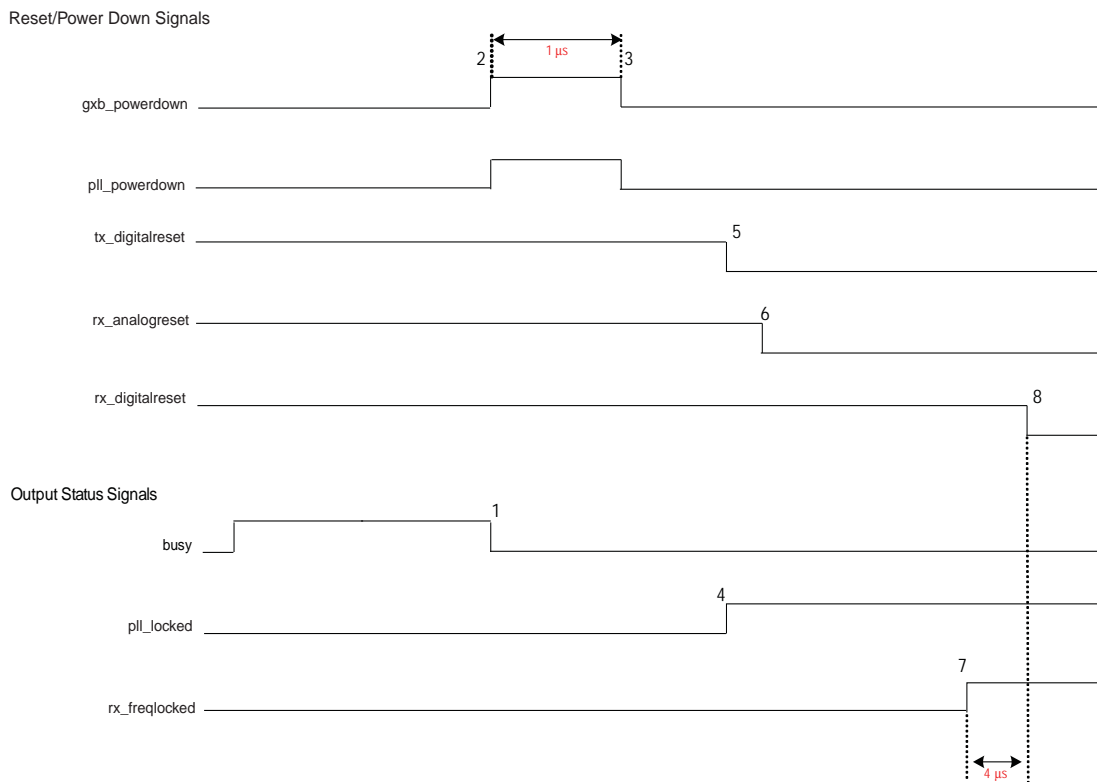 Reset/Power Down Signals
2
1 μs
3
gxb_powerdown
pll_powerdown
tx_digitalreset
5
rx_analogreset
6
rx_digitalreset
8
Output Status Signals
1
busy
4
pll_locked
7
rx_freqlocked
4 μs